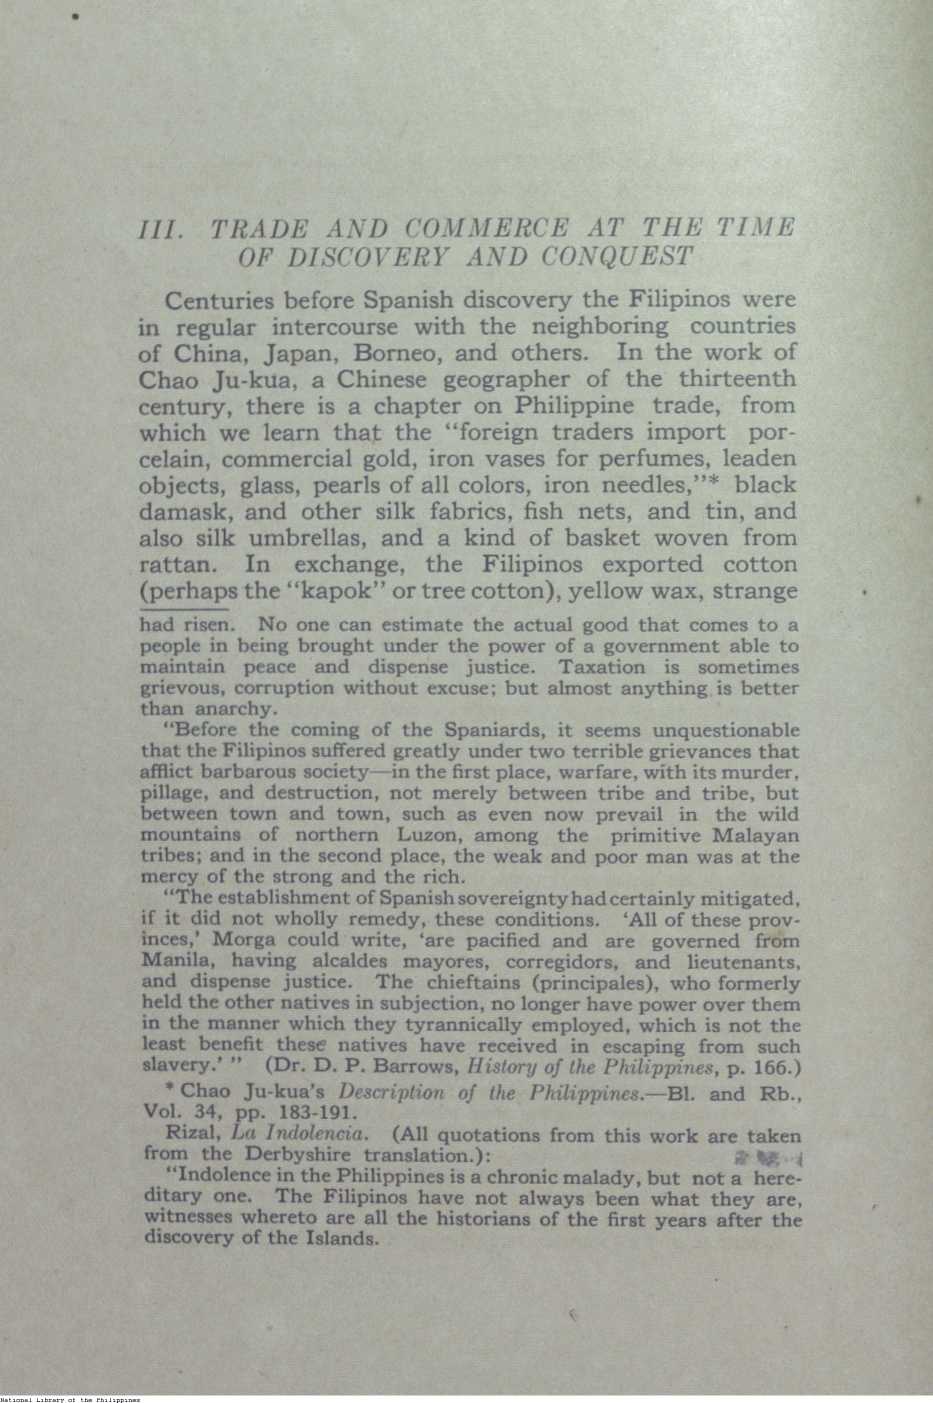 III. TRADE AND COMMERCE AT THE TIME
OF DISCOVERY AND CONQUEST
Centuries before Spanish discovery the Filipinos were
in regular intercourse with the neighboring countries
of China, Japan, Borneo, and others. In the work of
Chao Ju-kua, a Chinese geographer of the thirteenth
century, there is a chapter on Philippine trade, from
which we learn that the "foreign traders import por-
celain, commercial gold, iron vases for perfumes, leaden
objects, glass, pearls of all colors, iron needles,"* black
damask, and other silk fabrics, fish nets, and tin, and
also silk umbrellas, and a kind of basket woven from
rattan. In exchange, the Filipinos exported cotton
(perhaps the "kapok" or tree cotton), yellow wax, strange
had risen. No one can estimate the actual good that comes to a
people in being brought under the power of a government able to
maintain peace and dispense justice. Taxation is sometimes
grievous, corruption without excuse; but almost anything is better
than anarchy.
"Before the coming of the Spaniards, it seems unquestionable
that the Filipinos suffered greatly under two terrible grievances that
afflict barbarous society—in the first place, warfare, with its murder,
pillage, and destruction, not merely between tribe and tribe, but
between town and town, such as even now prevail in the wild
mountains of northern Luzon, among the primitive Malayan
tribes; and in the second place, the weak and poor man was at the
mercy of the strong and the rich.
"The establishment of Spanish sovereignty had certainly mitigated,
if it did not wholly remedy, these conditions. 'All of these prov-
inces,' Morga could write, 'are pacified and are governed from
Manila, having alcaldes mayores, corregidors, and lieutenants,
and dispense justice. The chieftains (principales), who formerly
held the other natives in subjection, no longer have power over them
in the manner which they tyrannically employed, which is not the
least benefit these natives have received in escaping from such
slavery.' " (Dr. D. P. Barrows, History of the Philippines, p. 166.)
* Chao Ju-kua's Description of the Philippines.—Bl. and Rb.,
Vol. 34, pp. 183-191.
Rizal, La Indolencia. (All quotations from this work are taken
from the Derbyshire translation.):
"Indolence in the Philippines is a chronic malady, but not a here-
ditary one. The Filipinos have not always been what they are,
witnesses whereto are all the historians of the first years after the
discovery of the Islands.
National Library of the Philippines